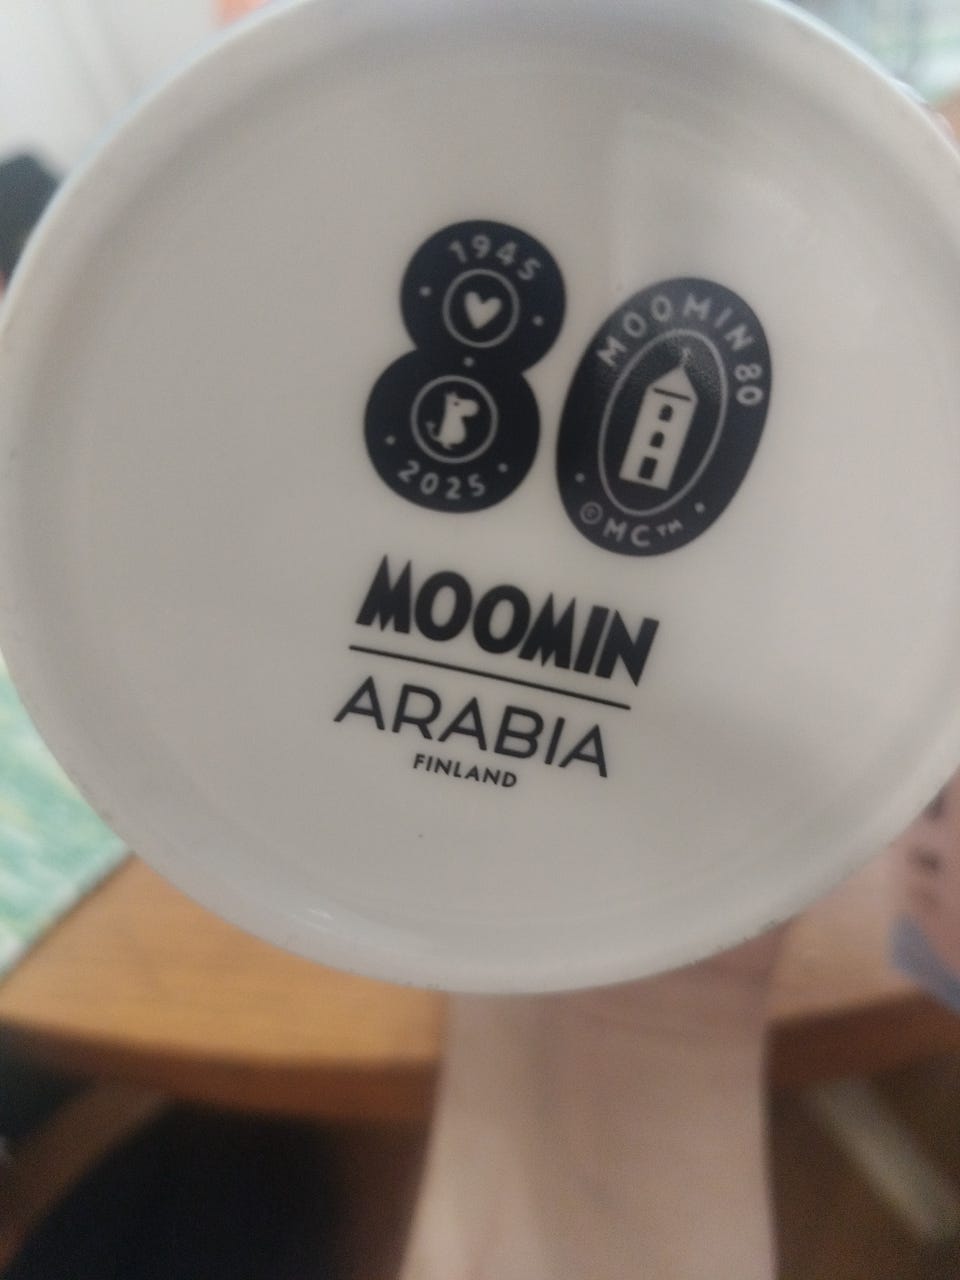 1945
2025
MOOMIN 80
©MC™
MOOMIN
ARABIA
FINLAND